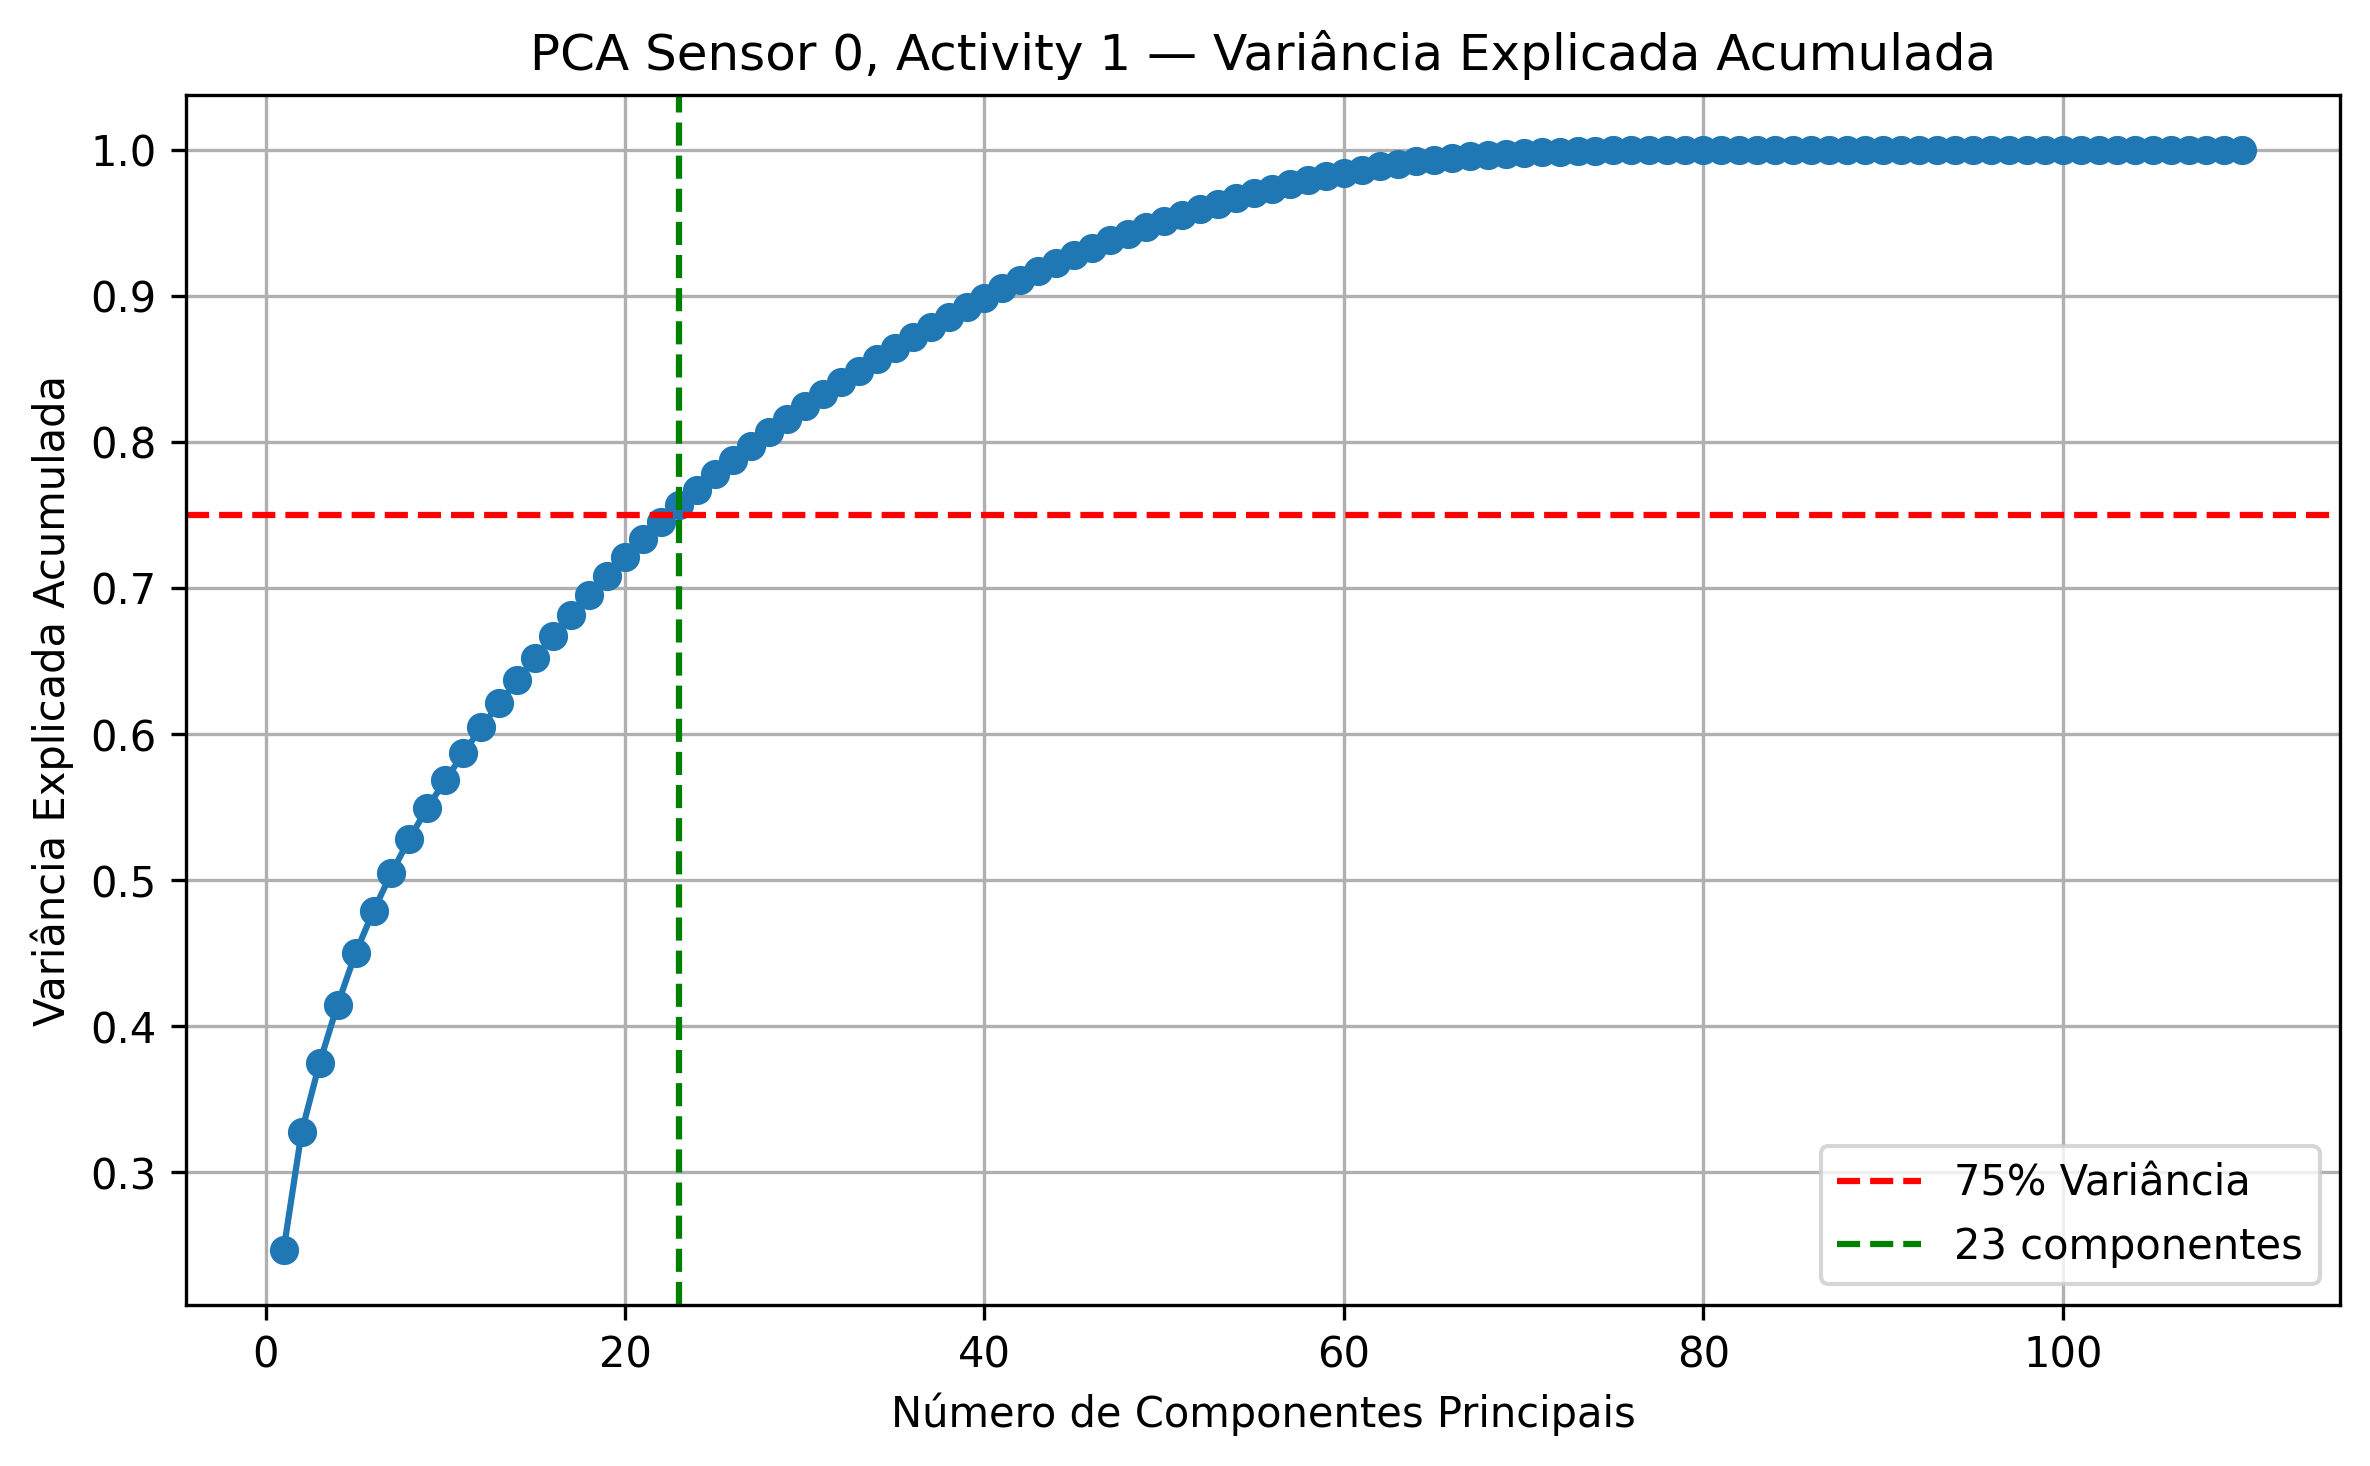 PCA Sensor 0, Activity 1 — Variância Explicada Acumulada
Variância Explicada Acumulada
1.0
0.9
0.8
0.7
0.6
0.5
0.4
0.3
75% Variância
23 componentes
0 20 40 60 80 100
Número de Componentes Principais